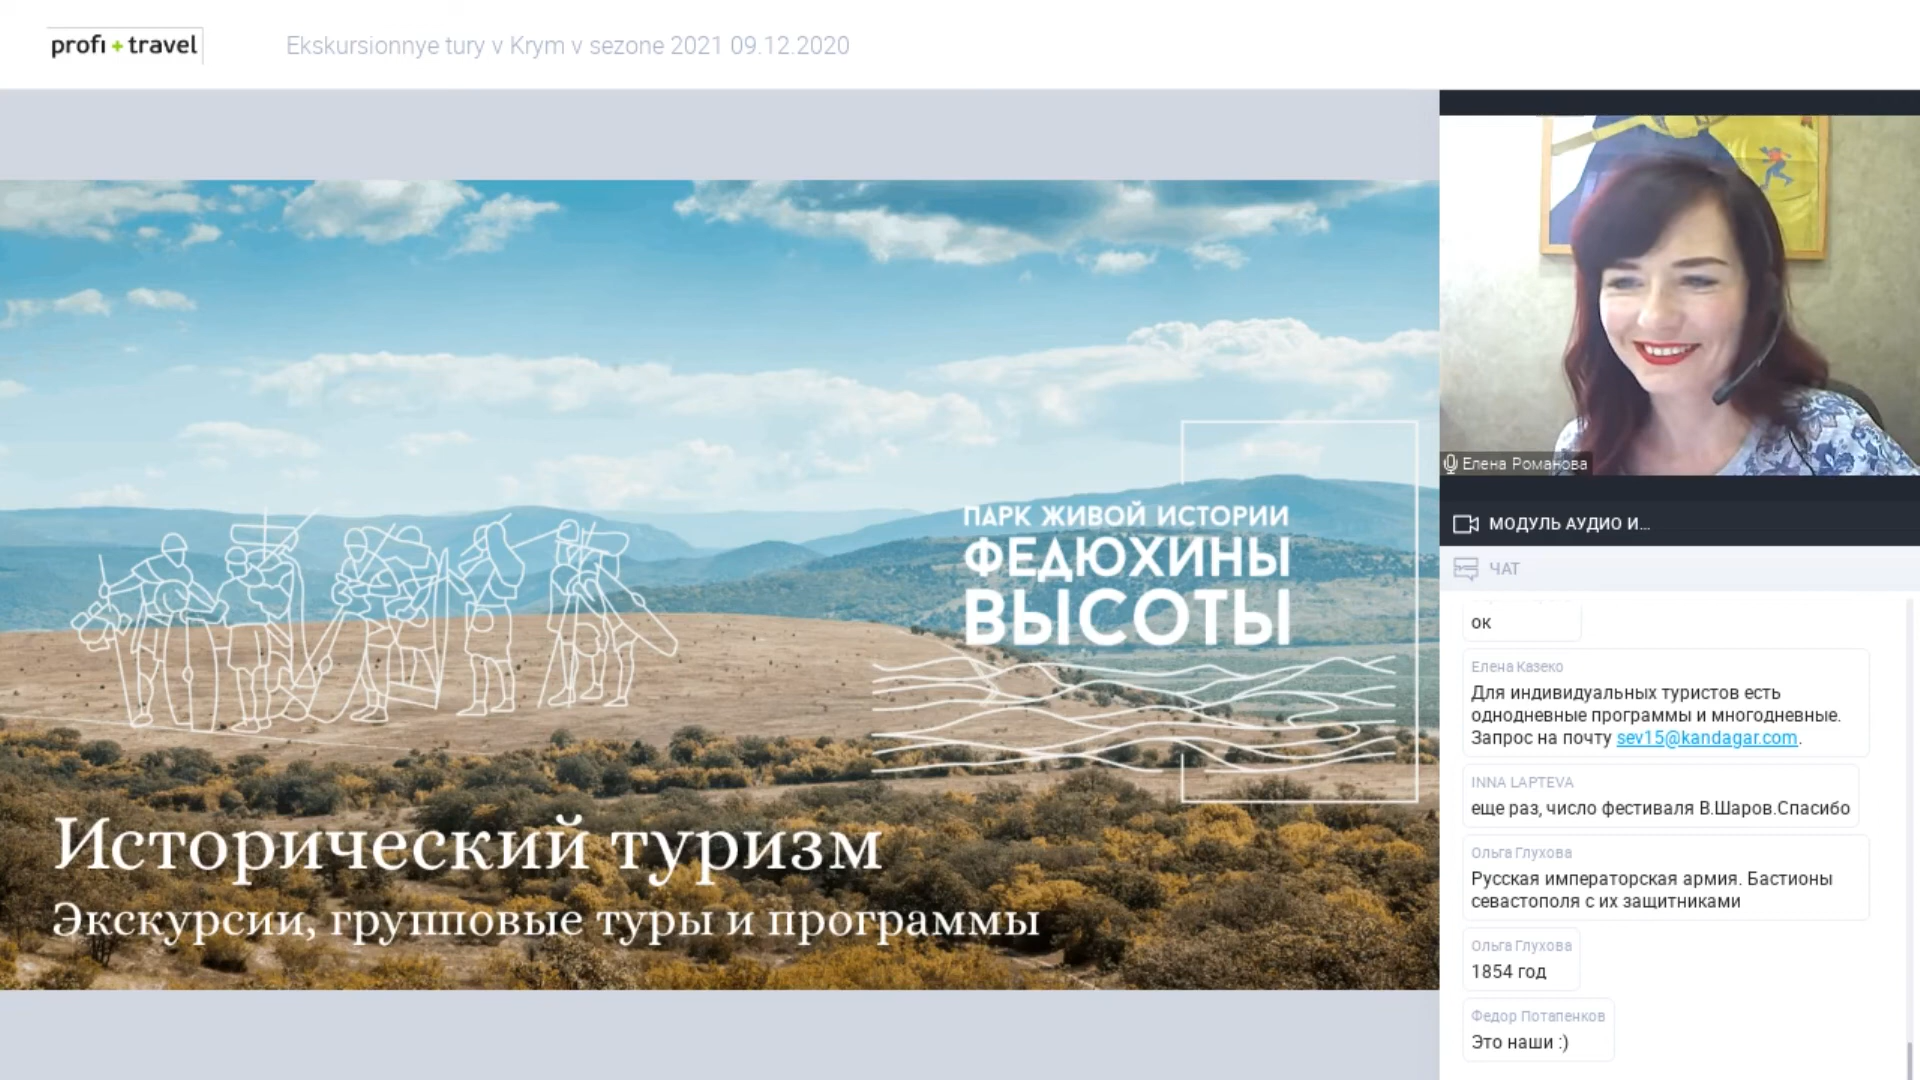 profi + travel
Ekskursionnye tury v Krym v sezone 2021 09.12.2020
ПАРК ЖИВОЙ ИСТОРИИ
ФЕДЮХИНЫ
ВЫСОТЫ
Исторический туризм
Экскурсии, групповые туры и программы
Елена Романова
МОДУЛЬ АУДИО И...
ЧАТ
ок
Елена Казеко
Для индивидуальных туристов есть
однодневные программы и многодневные.
Запрос на почту sev15@kandagar.com.
INNA LAPTEVA
еще раз, число фестиваля В.Шаров.Спасибо
Ольга Глухова
Русская императорская армия. Бастионы
севастополя с их защитниками
Ольга Глухова
1854 год
Федор Потапенков
Это наши :)